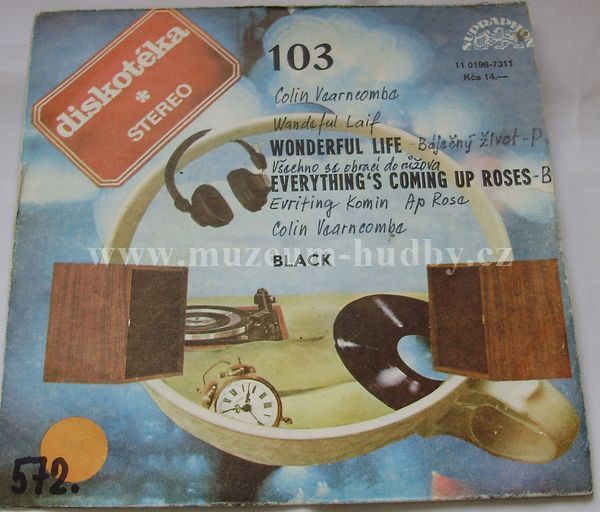 diskotéka
*
STEREO
103
SUPRAPHON
11 0196-7311
Kčs 14,—
Colin Vearncombe
Wandeful Laif
WONDERFUL LIFE - Báječný život - P
Všechno se obrací do růžova
EVERYTHING'S COMING UP ROSES - B
Evriting Komin Ap Rose
Colin Vearncombe
www.muzeum-hudby.cz
BLACK
572.